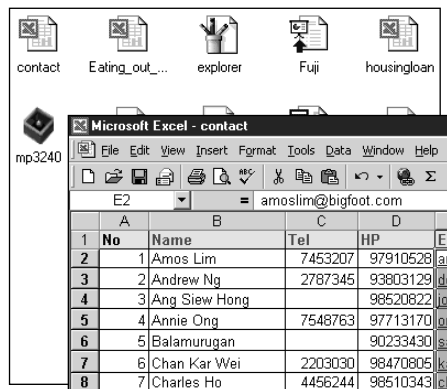 contact Eating_out_... explorer Fuji housingloan
mp3240
Microsoft Excel - contact
File Edit View Insert Format Tools Data Window Help
E2 = amoslim@bigfoot.com
A B C D
1 No Name Tel HP E
2 1 Amos Lim 7453207 97910528
3 2 Andrew Ng 2787345 93803129
4 3 Ang Siew Hong 98520822
5 4 Annie Ong 7548763 97713170
6 5 Balamurugan 90233430
7 6 Chan Kar Wei 2203030 98470805
8 7 Charles Ho 4456244 98510343